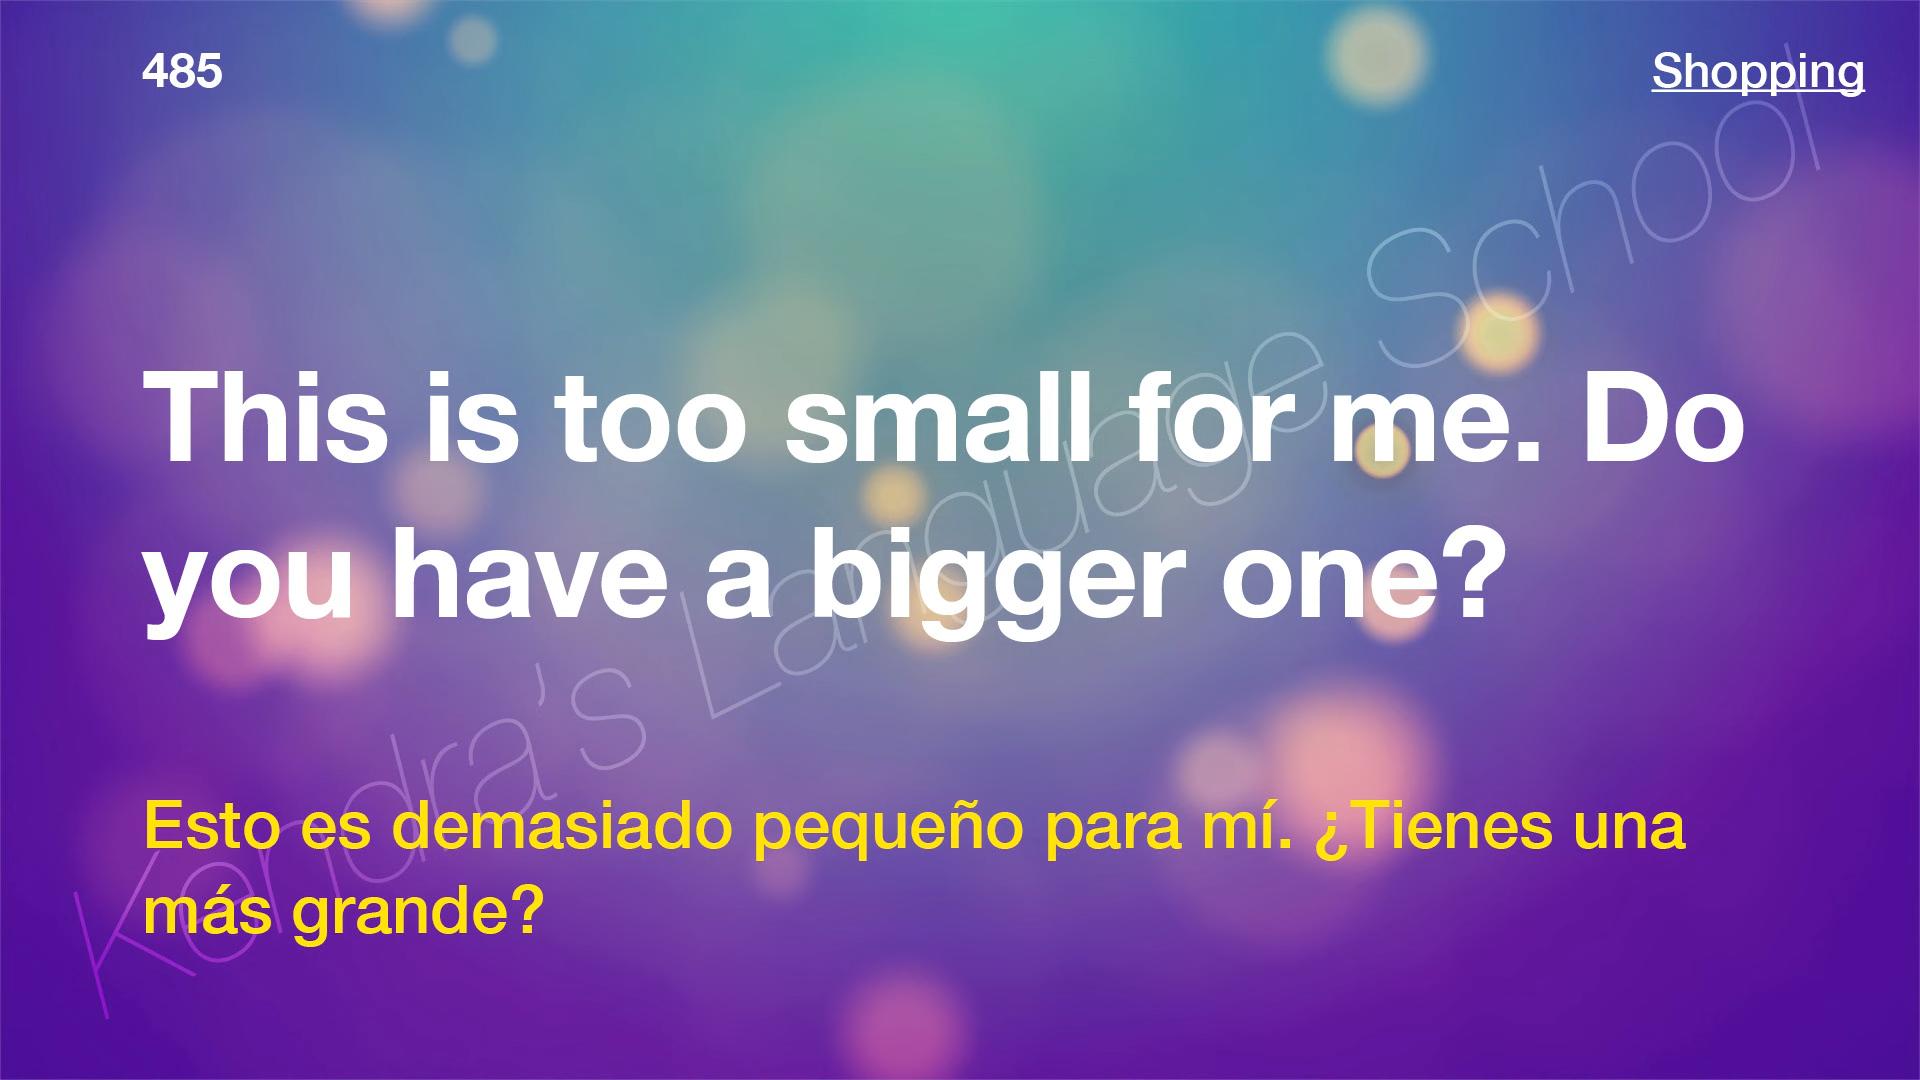 485
Shopping
This is too small for me. Do
you have a bigger one?
Esto es demasiado pequeño para mí. ¿Tienes una
más grande?
Kendra's Language School